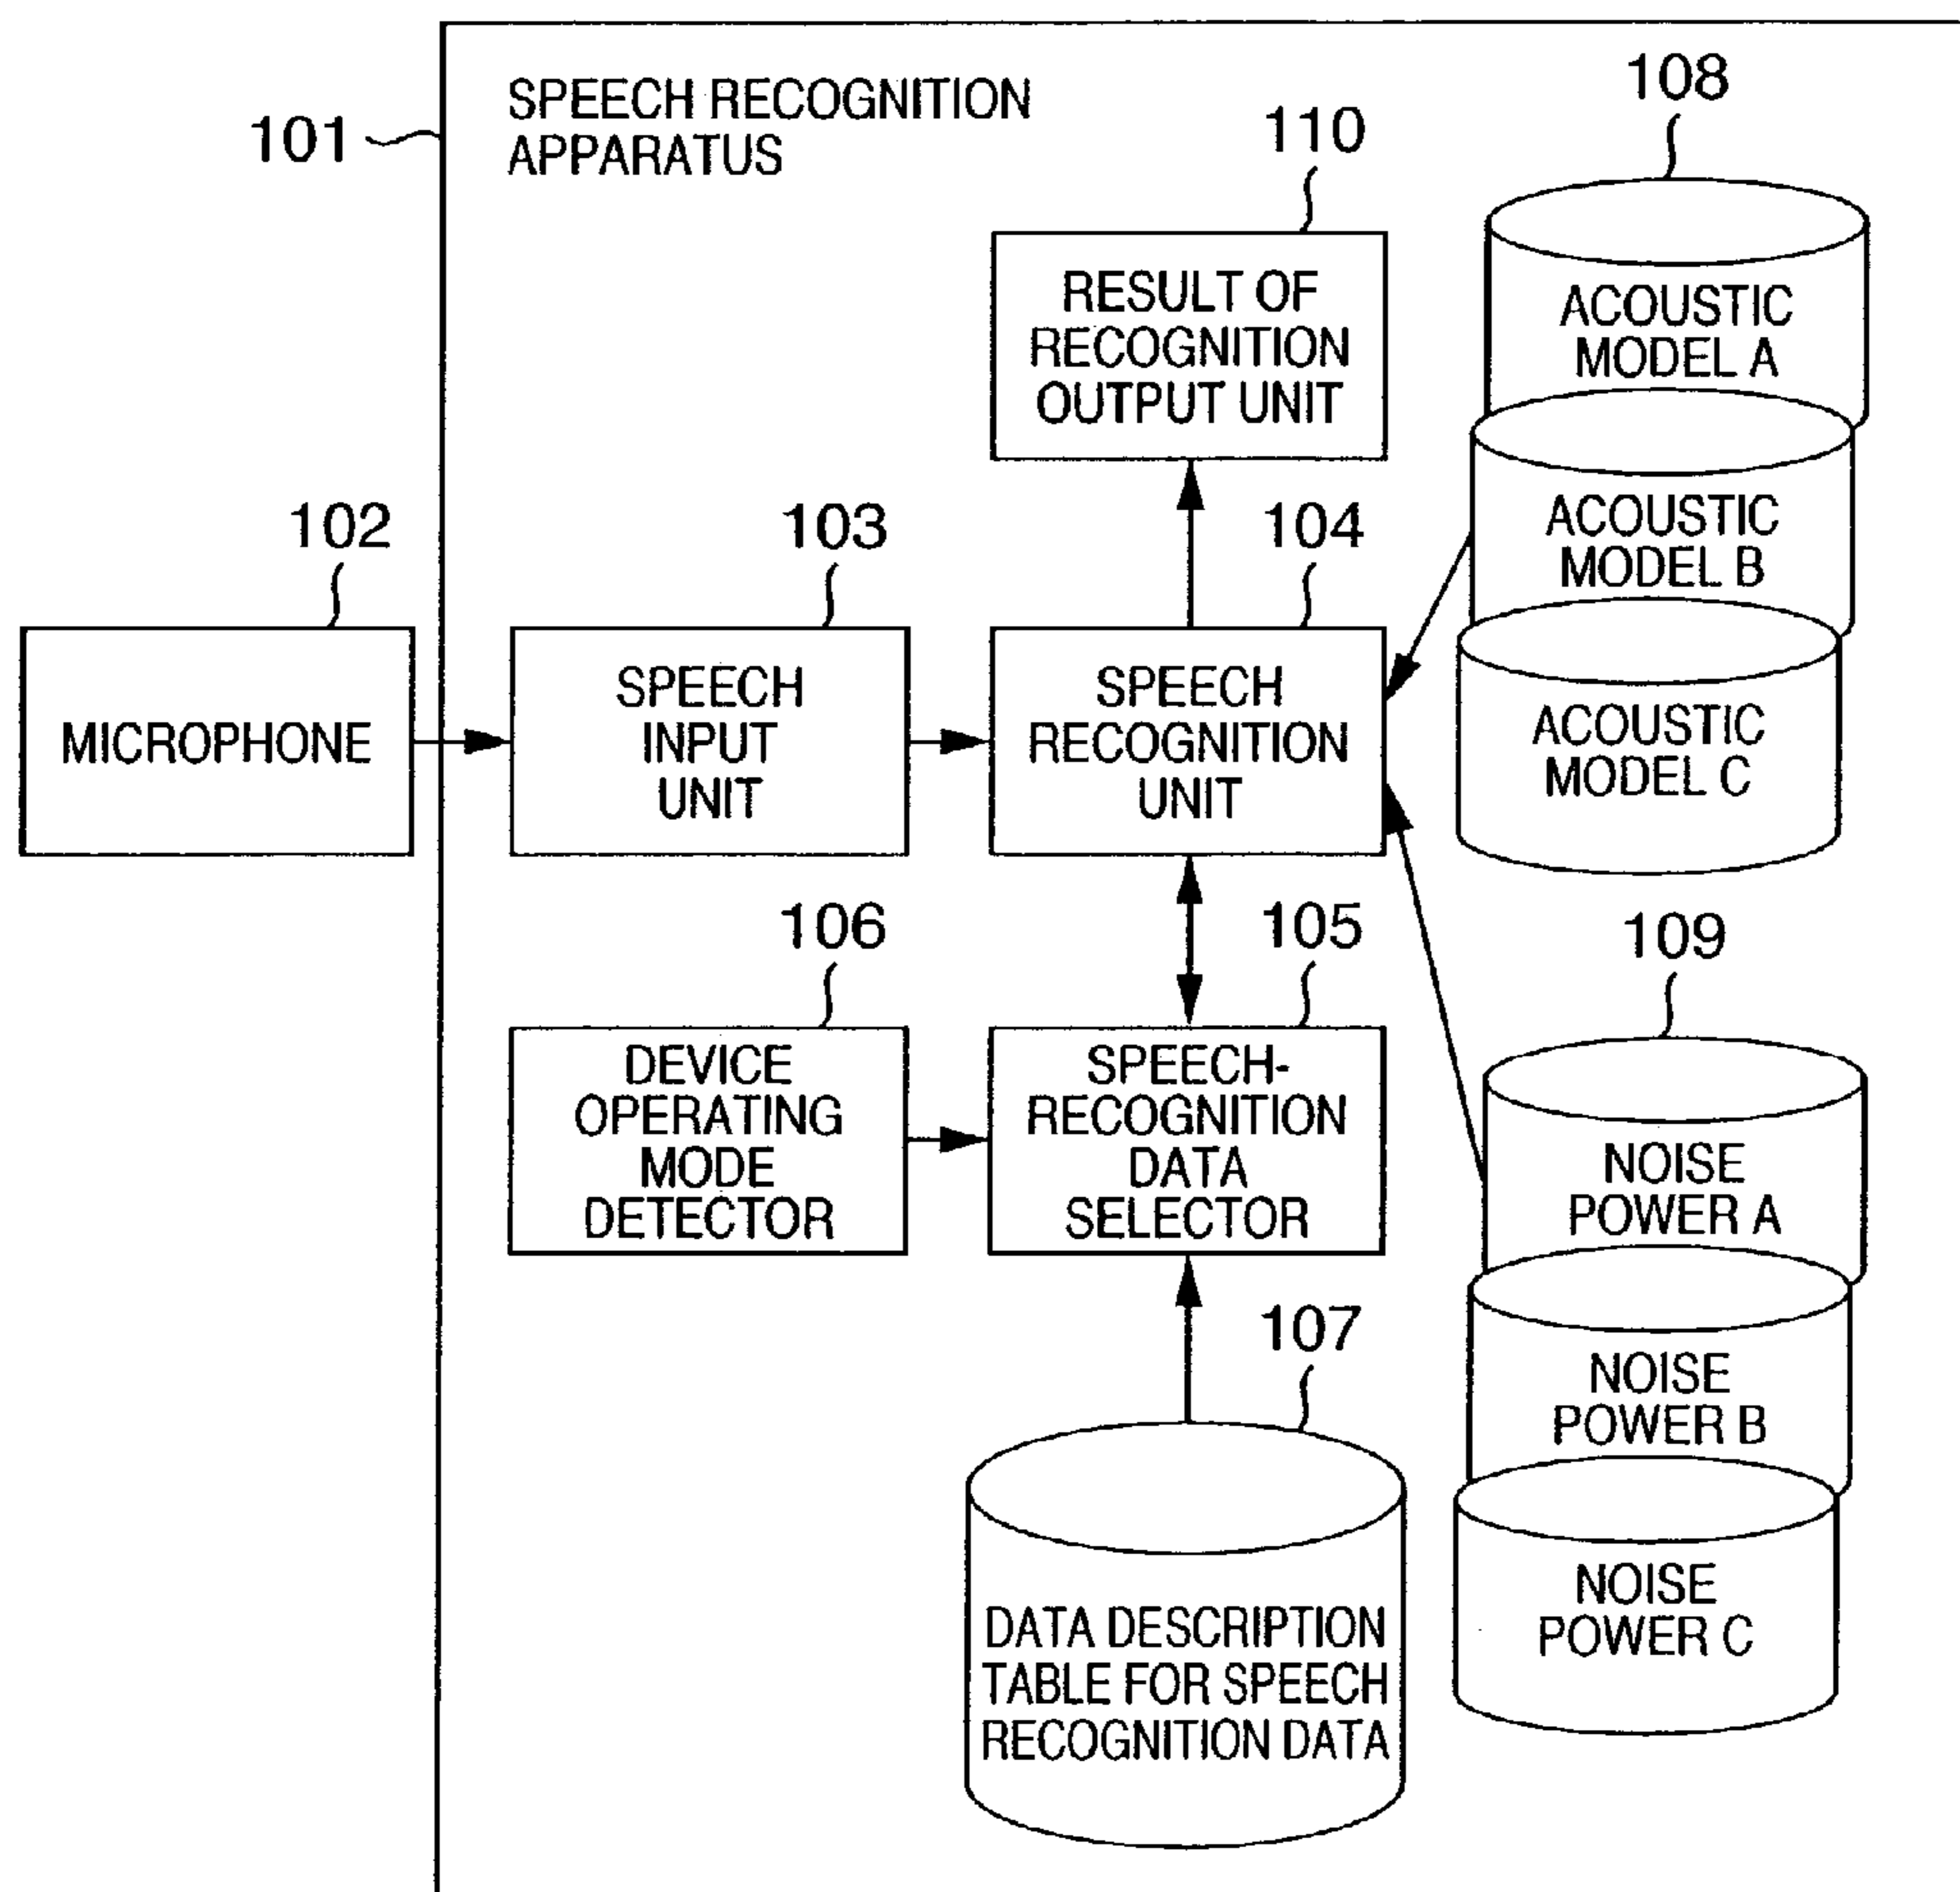 SPEECH RECOGNITION
APPARATUS
101
108
110
RESULT OF
RECOGNITION
OUTPUT UNIT
ACOUSTIC
MODEL A
ACOUSTIC
MODEL B
ACOUSTIC
MODEL C
102
103
104
MICROPHONE
SPEECH
INPUT
UNIT
SPEECH
RECOGNITION
UNIT
106
105
109
DEVICE
OPERATING
MODE
DETECTOR
SPEECH-
RECOGNITION
DATA
SELECTOR
NOISE
POWER A
NOISE
POWER B
NOISE
POWER C
107
DATA DESCRIPTION
TABLE FOR SPEECH
RECOGNITION DATA